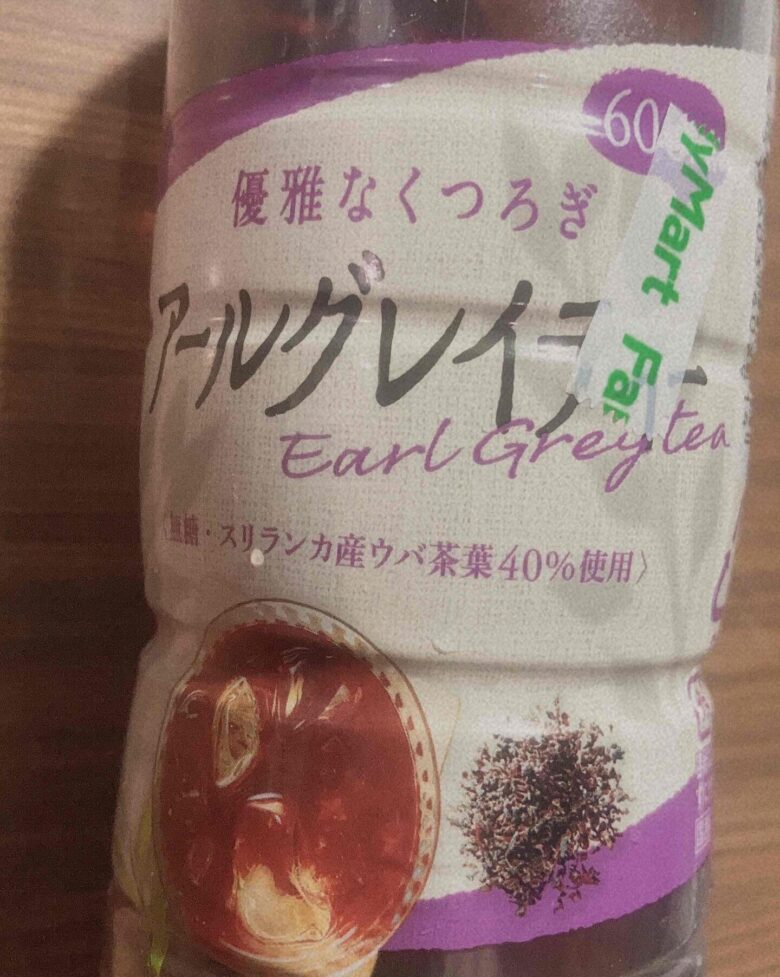 60
優雅なくつろぎ
アールグレイティー
Earl Grey tea
〈無糖・スリランカ産ウバ茶葉40%使用〉
yMart Fa